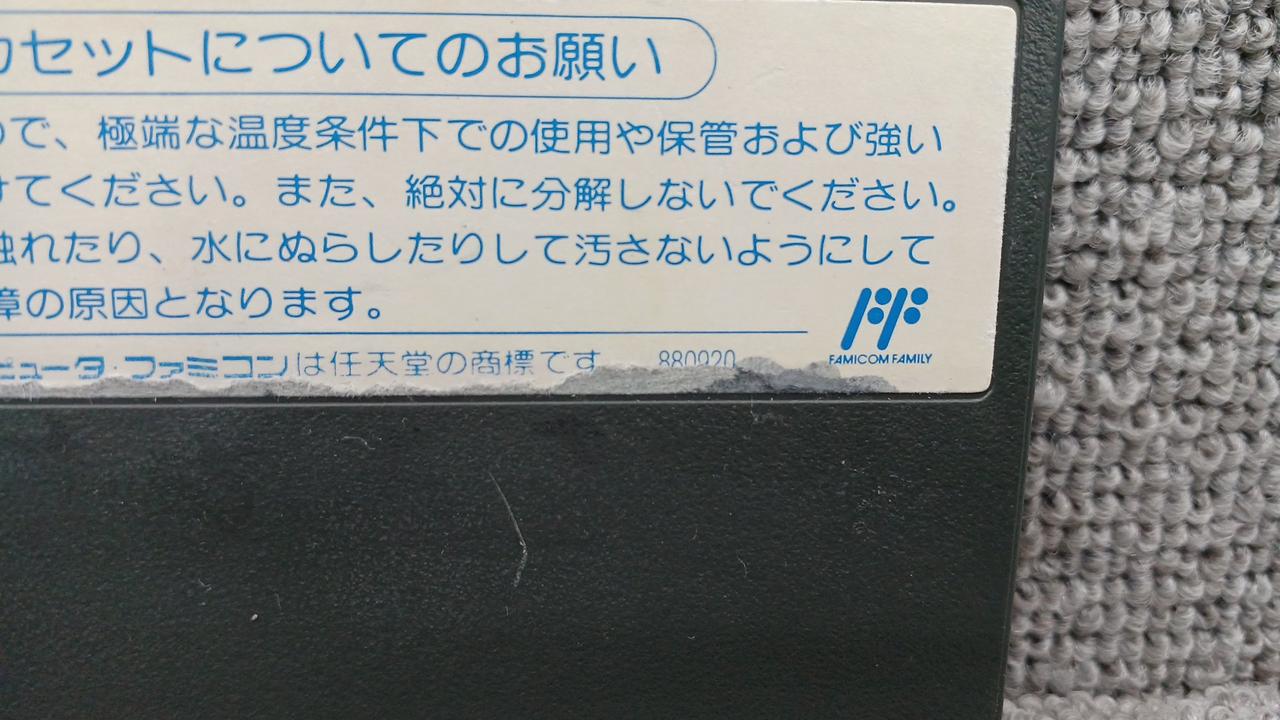 カセットについてのお願い
ので、極端な温度条件下での使用や保管および強い
けてください。また、絶対に分解しないでください。
触れたり、水にぬらしたりして汚さないようにして
障の原因となります。
ピュータ・ファミコンは任天堂の商標です 880920
FAMICOM FAMILY